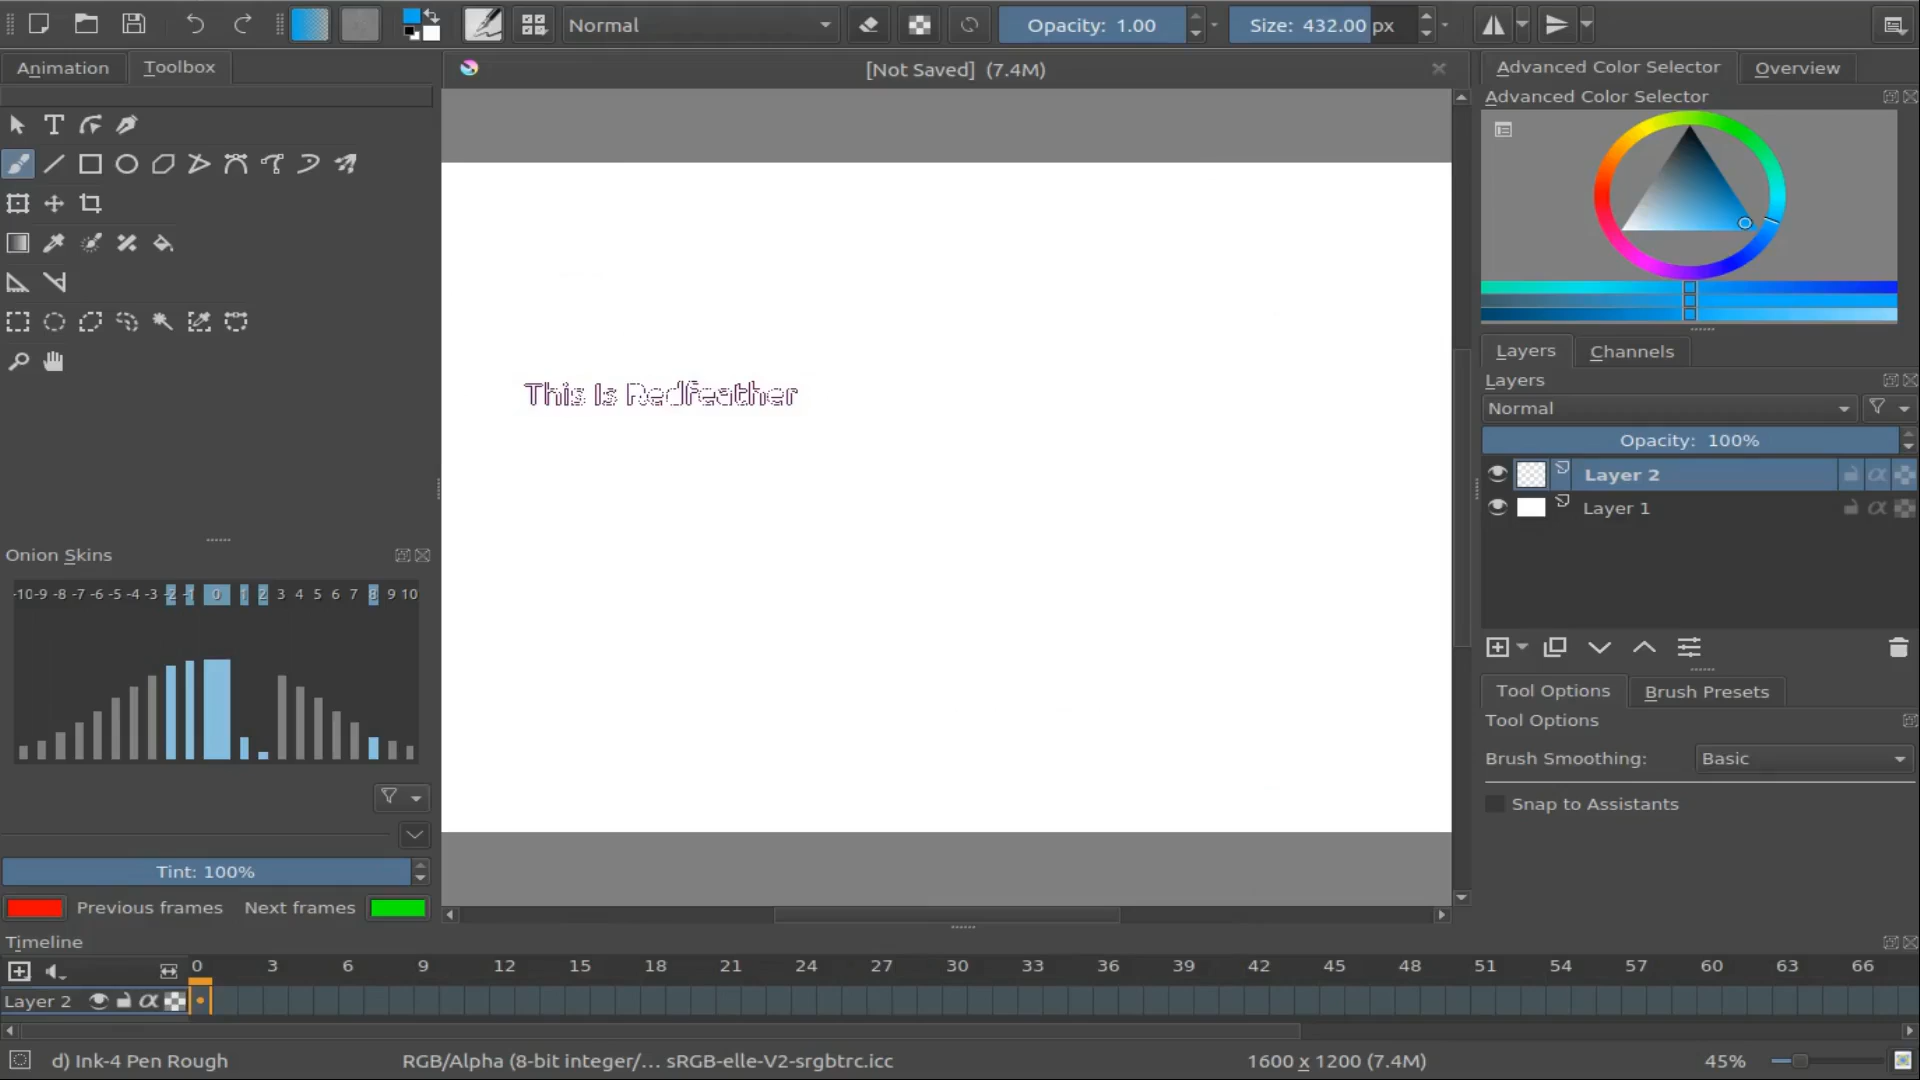 Normal
Opacity: 1.00
Size: 432.00 px
Animation
Toolbox
[Not Saved] (7.4M)
Advanced Color Selector
Overview
Advanced Color Selector
This Is Redfeather
Layers
Channels
Layers
Normal
Opacity: 100%
Layer 2
Layer 1
Onion Skins
-10 -9 -8 -7 -6 -5 -4 -3 -2 -1 0 1 2 3 4 5 6 7 8 9 10
Tool Options
Brush Presets
Tool Options
Brush Smoothing: Basic
Snap to Assistants
Tint: 100%
Previous frames Next frames
Timeline
0 3 6 9 12 15 18 21 24 27 30 33 36 39 42 45 48 51 54 57 60 63 66
Layer 2
d) Ink-4 Pen Rough
RGB/Alpha (8-bit integer/... sRGB-elle-V2-srgbtrc.icc
1600 x 1200 (7.4M)
45%